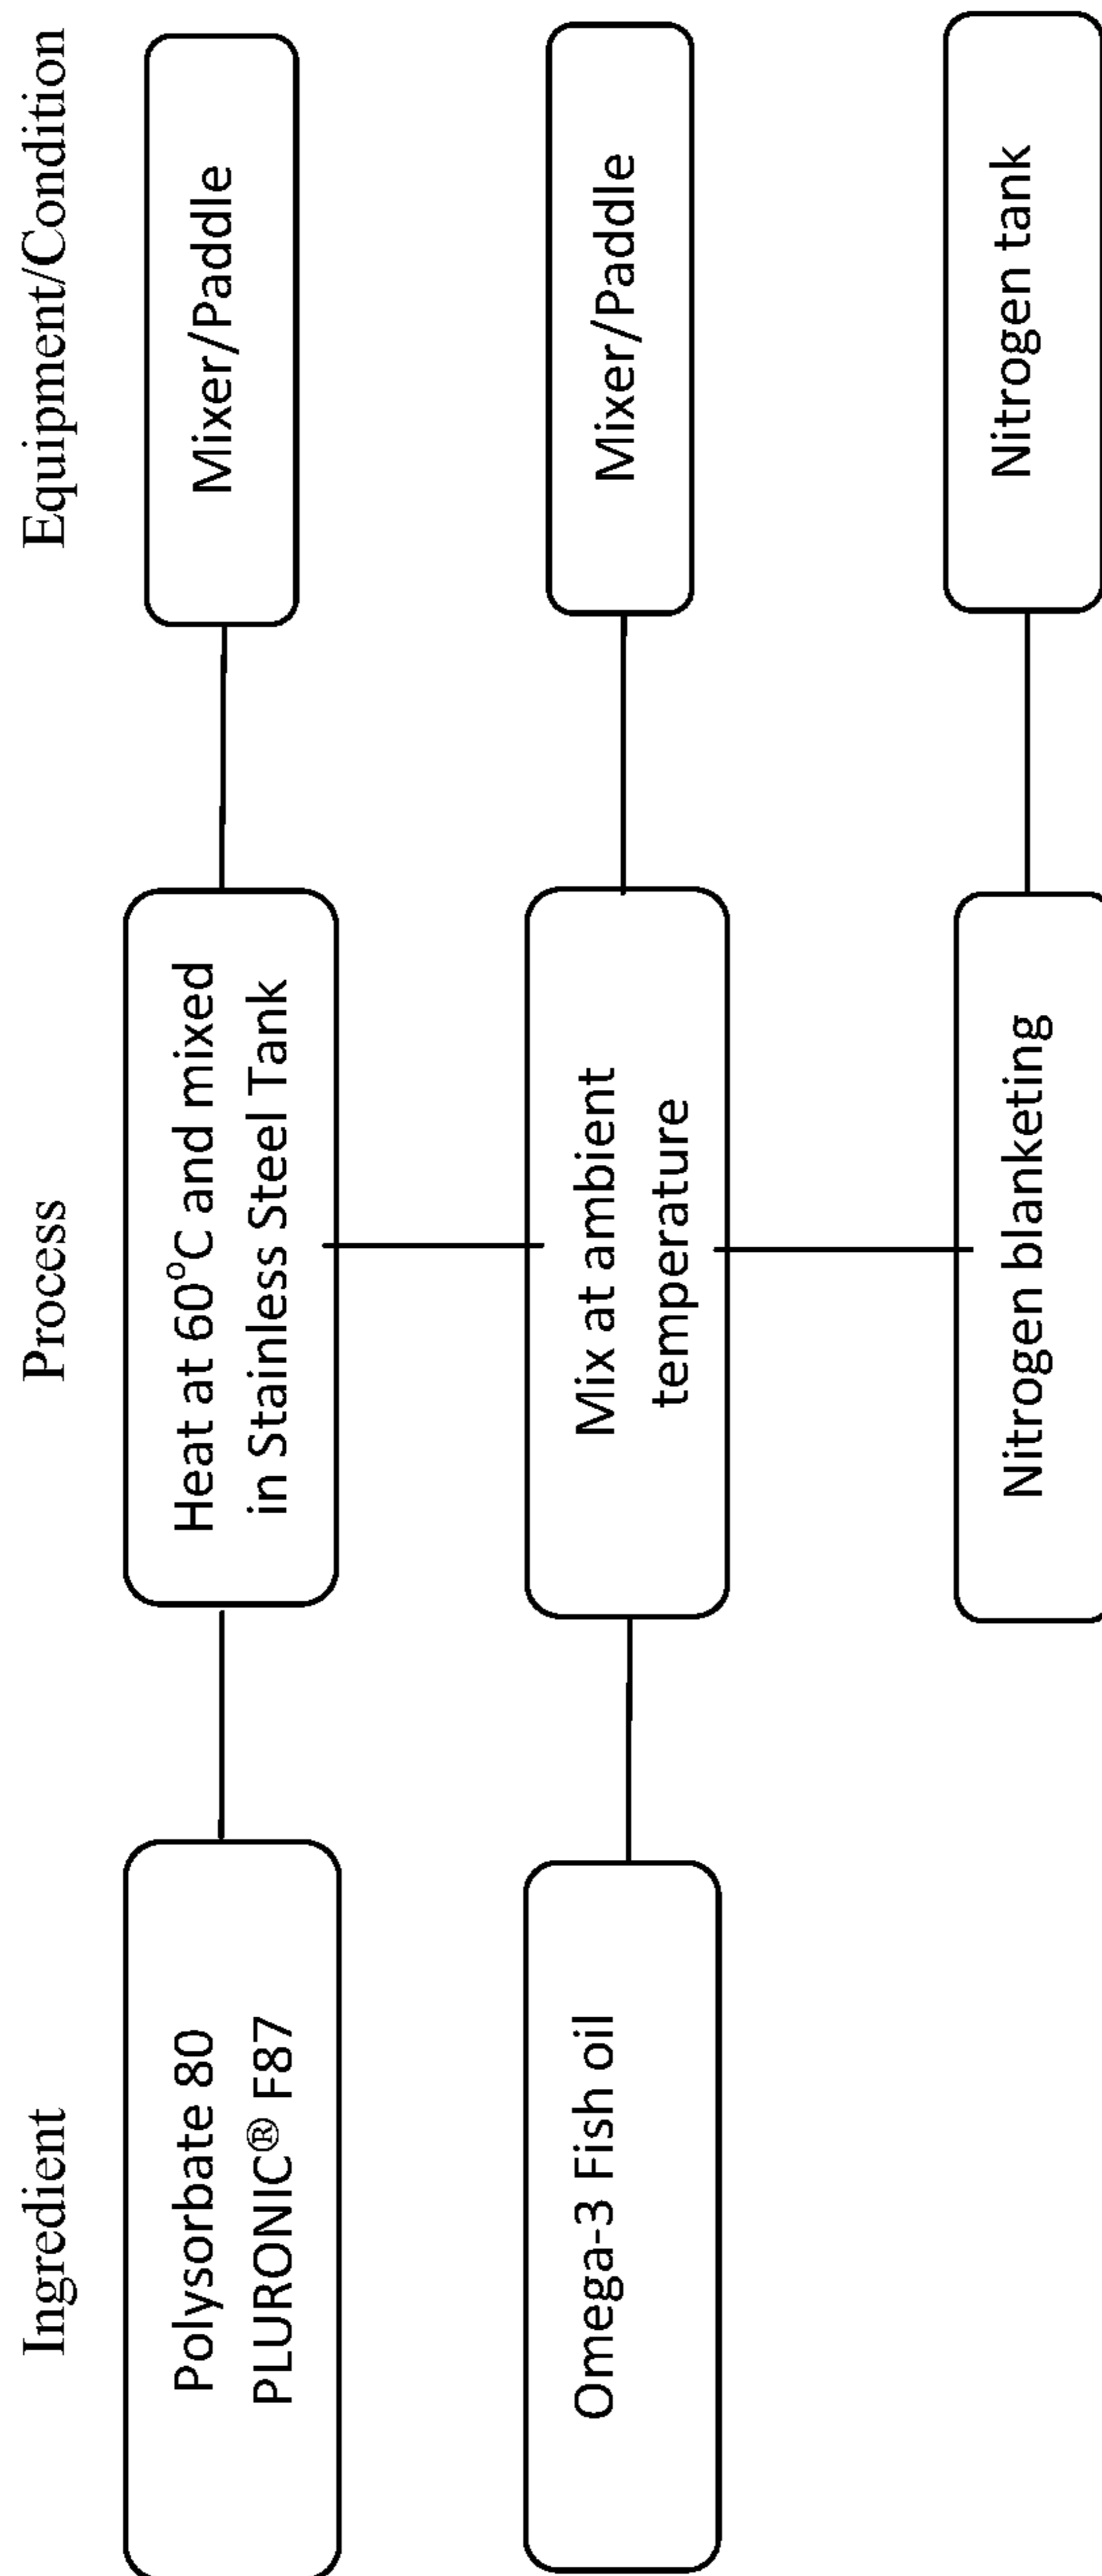 Ingredient
Process
Equipment/Condition
Polysorbate 80
PLURONIC® F87
Heat at 60°C and mixed
in Stainless Steel Tank
Mixer/Paddle
Omega-3 Fish oil
Mix at ambient
temperature
Mixer/Paddle
Nitrogen blanketing
Nitrogen tank